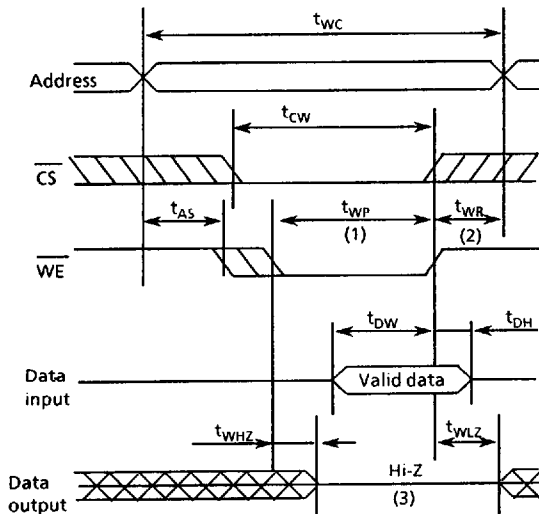 tWC
Address
tCW
CS
tAS
tWP
tWR
(1)
(2)
WE
tDW
tDH
Data input
Valid data
tWHZ
tWLZ
Data output
Hi-Z
(3)